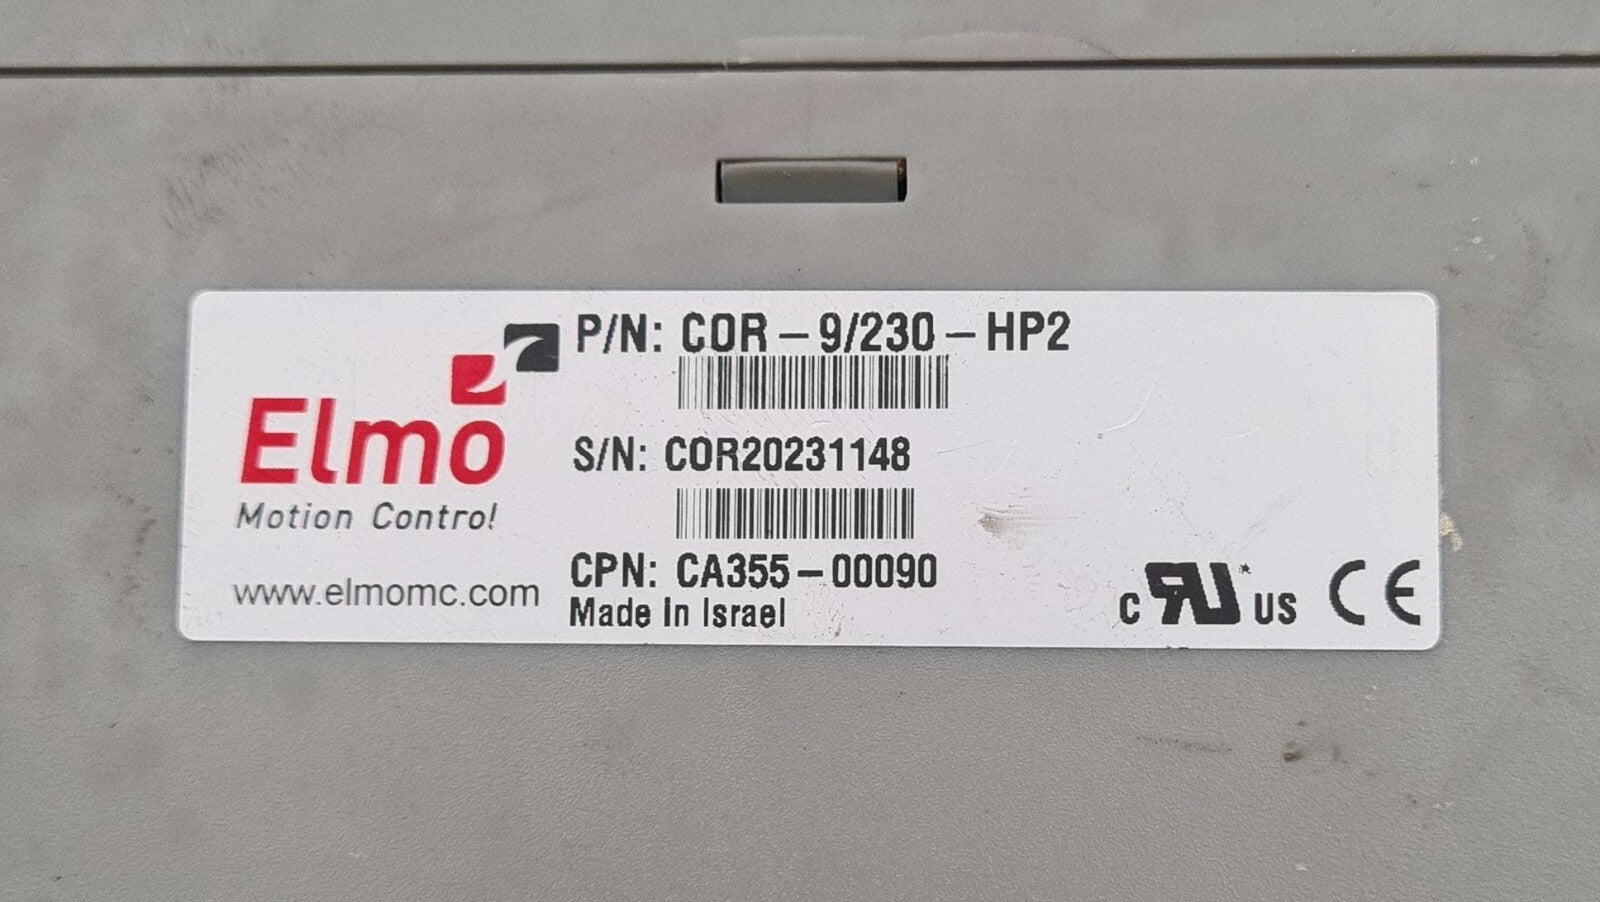 Elmo
Motion Control
www.elmomc.com
P/N: COR-9/230-HP2
S/N: COR20231148
CPN: CA355-00090
Made In Israel
c RU US CE